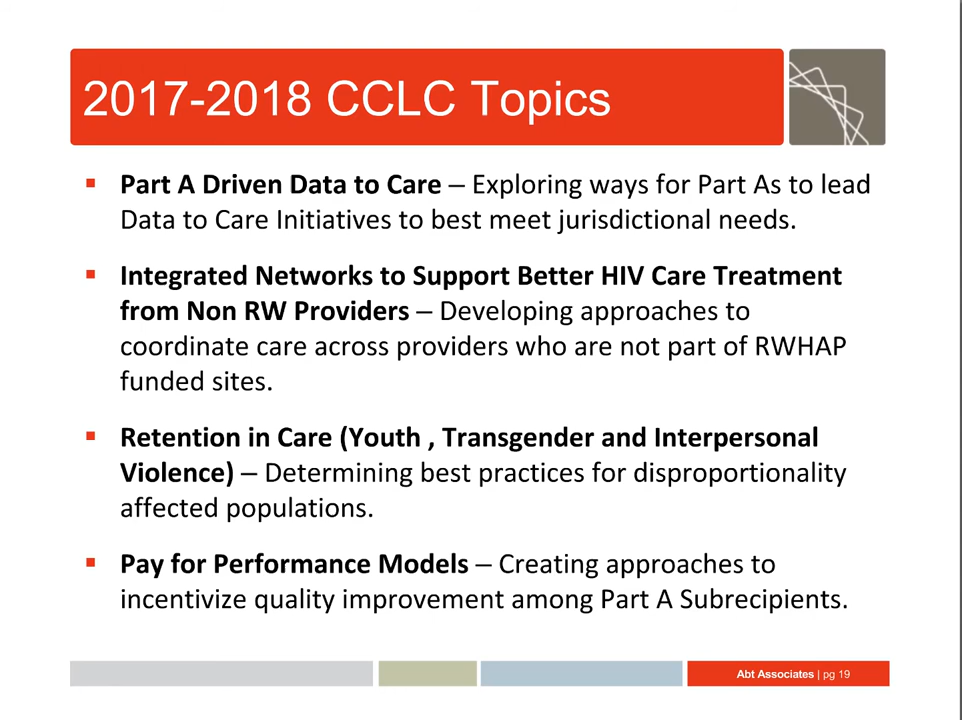 2017-2018 CCLC Topics
▪ Part A Driven Data to Care – Exploring ways for Part As to lead
Data to Care Initiatives to best meet jurisdictional needs.
▪ Integrated Networks to Support Better HIV Care Treatment
from Non RW Providers – Developing approaches to
coordinate care across providers who are not part of RWHAP
funded sites.
▪ Retention in Care (Youth , Transgender and Interpersonal
Violence) – Determining best practices for disproportionality
affected populations.
▪ Pay for Performance Models – Creating approaches to
incentivize quality improvement among Part A Subrecipients.
Abt Associates | pg 19